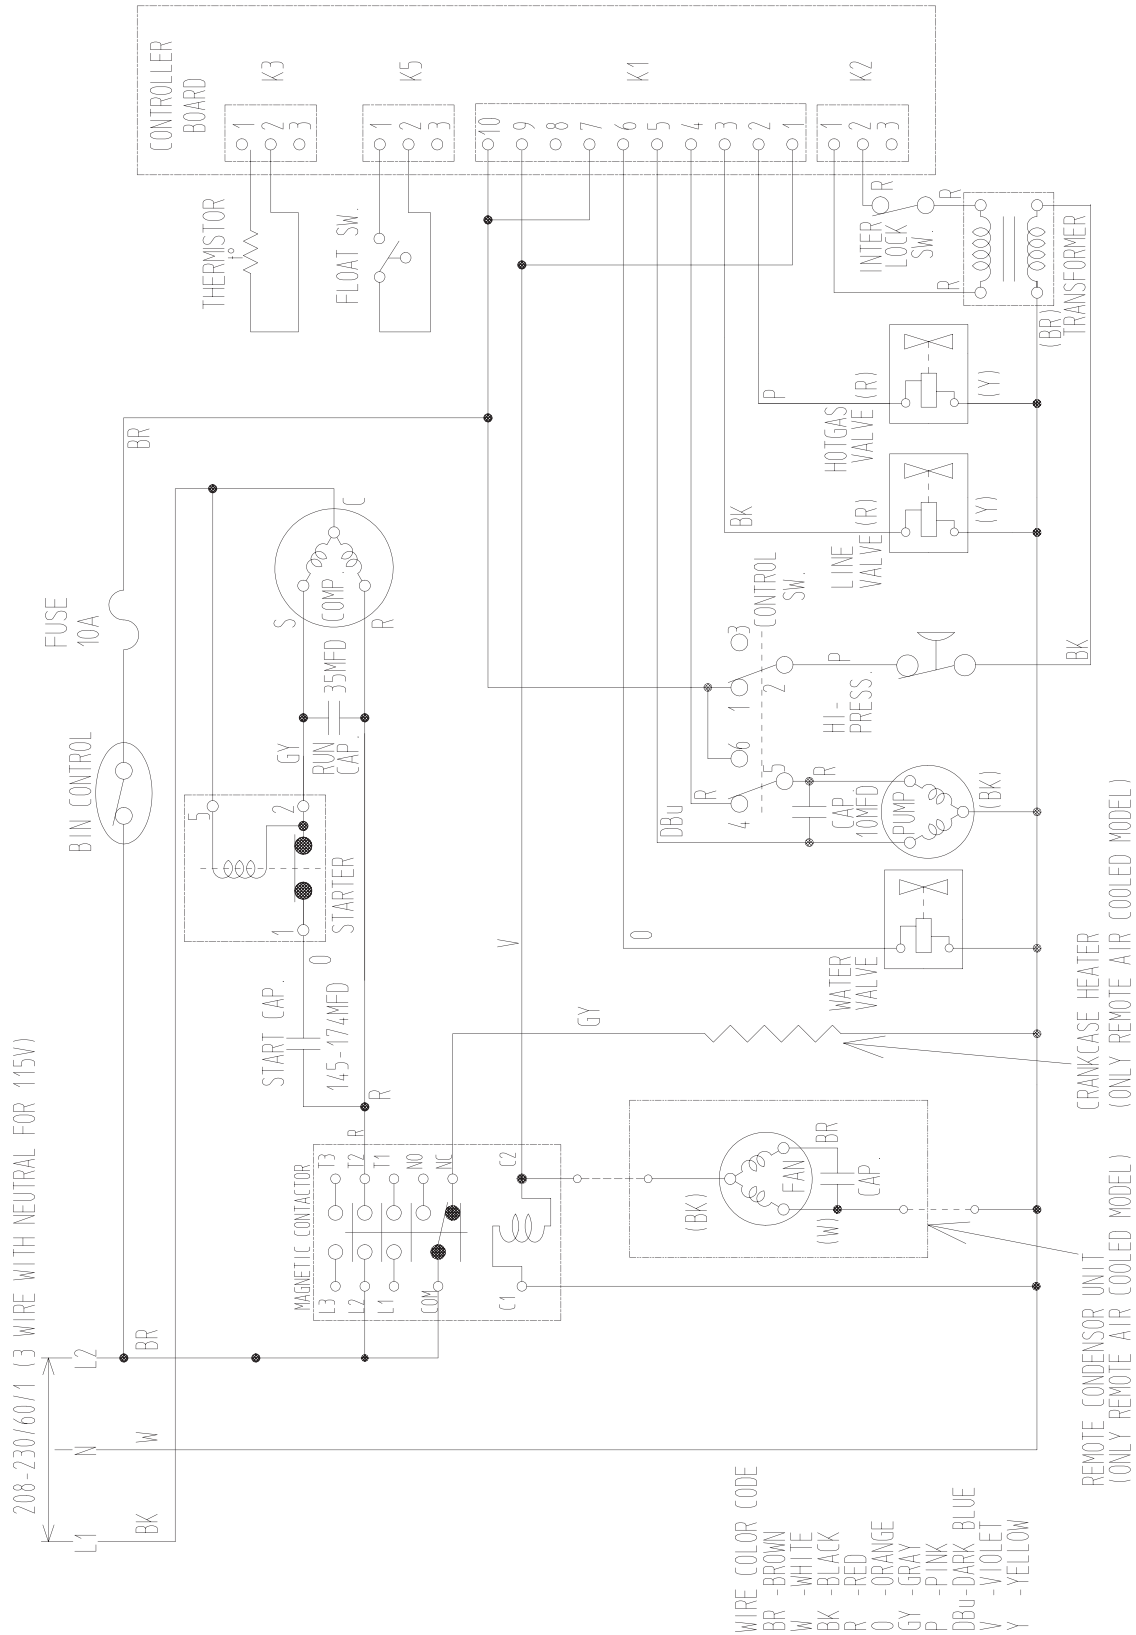 208-230/60/1 (3 WIRE WITH NEUTRAL FOR 115V)
L1
N
L2
BK
W
BR
BIN CONTROL
FUSE
10A
BR
MAGNETIC CONTACTOR
L3
L2
L1
COM
C1
T3
T2
T1
NO
NC
C2
R
R
START CAP.
145-174MFD
O
STARTER
1
2
5
GY
RUN
CAP.
35MFD
S
R
C
COMP.
THERMISTOR
t°
FLOAT SW.
CONTROLLER
BOARD
K3
1
2
3
K5
1
2
3
K1
10
9
8
7
6
5
4
3
2
1
K2
1
2
3
V
GY
O
DBu
R
BK
P
REMOTE CONDENSOR UNIT
(ONLY REMOTE AIR COOLED MODEL)
(BK)
FAN
(W)
BR
CAP.
CRANKCASE HEATER
(ONLY REMOTE AIR COOLED MODEL)
WATER
VALVE
CAP.
10MFD
R
PUMP
(BK)
CONTROL
SW.
4
5
6
1
2
3
HI-
PRESS.
P
BK
LINE
VALVE
(R)
(Y)
HOTGAS
VALVE
(R)
(Y)
INTER
LOCK
SW.
R
R
R
(BR)
TRANSFORMER
WIRE COLOR CODE
BR -BROWN
W -WHITE
BK -BLACK
R -RED
O -ORANGE
GY -GRAY
P -PINK
DBu-DARK BLUE
V -VIOLET
Y -YELLOW